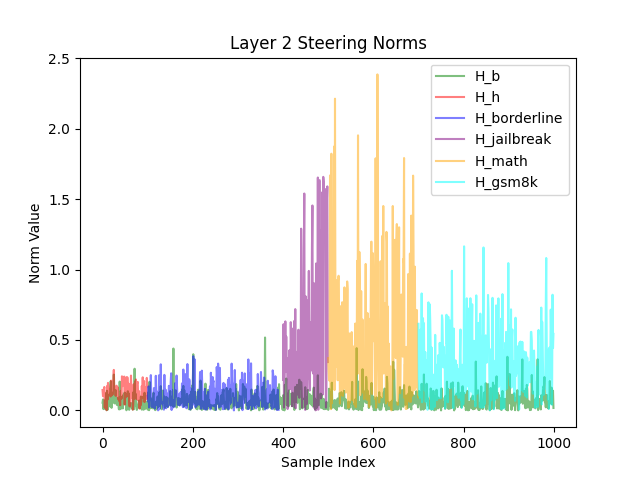 Layer 2 Steering Norms
2.5
2.0
1.5
1.0
0.5
0.0
Norm Value
H_b
H_h
H_borderline
H_jailbreak
H_math
H_gsm8k
0
200
400
600
800
1000
Sample Index